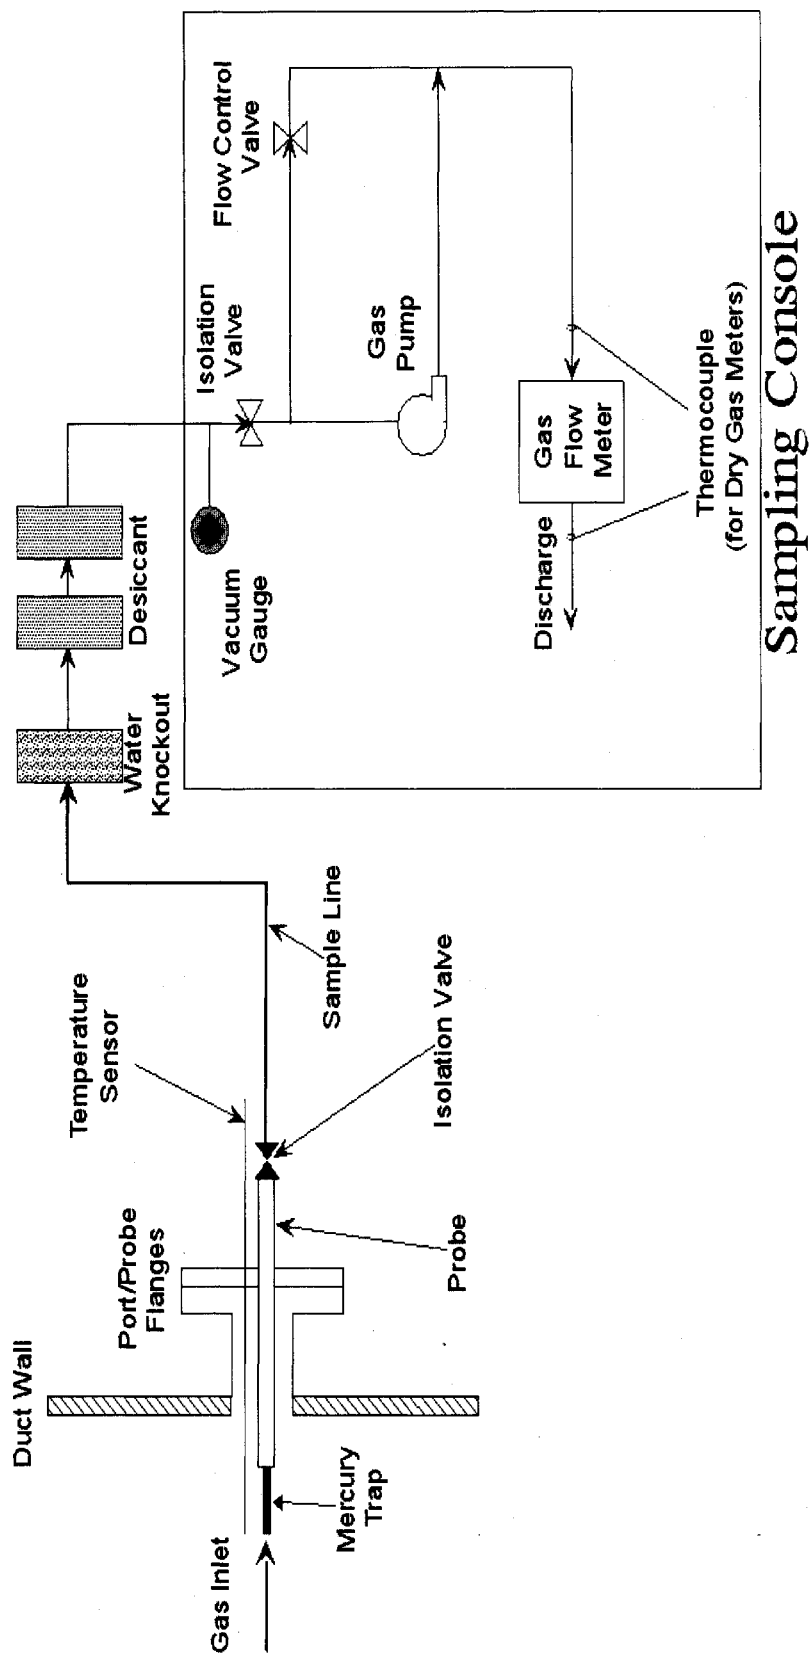 Gas Inlet
Mercury
Trap
Duct Wall
Port/Probe
Flanges
Probe
Temperature
Sensor
Isolation Valve
Sample Line
Water
Knockout
Desiccant
Vacuum
Gauge
Isolation
Valve
Flow Control
Valve
Gas
Pump
Gas
Flow
Meter
Discharge
Thermocouple
(for Dry Gas Meters)
Sampling Console